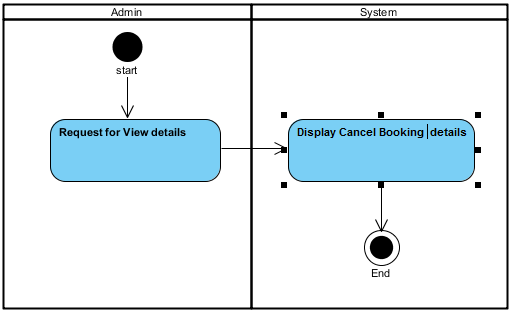 Admin
System
start
Request for View details
Display Cancel Booking details
End